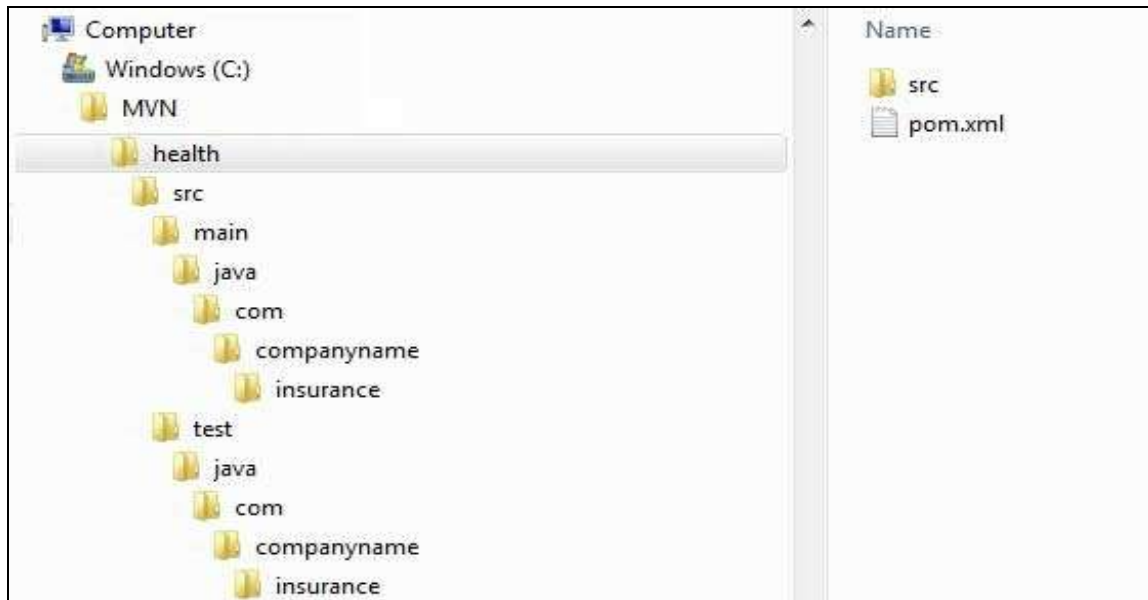 Computer
Windows (C:)
MVN
health
src
main
java
com
companyname
insurance
test
java
com
companyname
insurance
Name
src
pom.xml